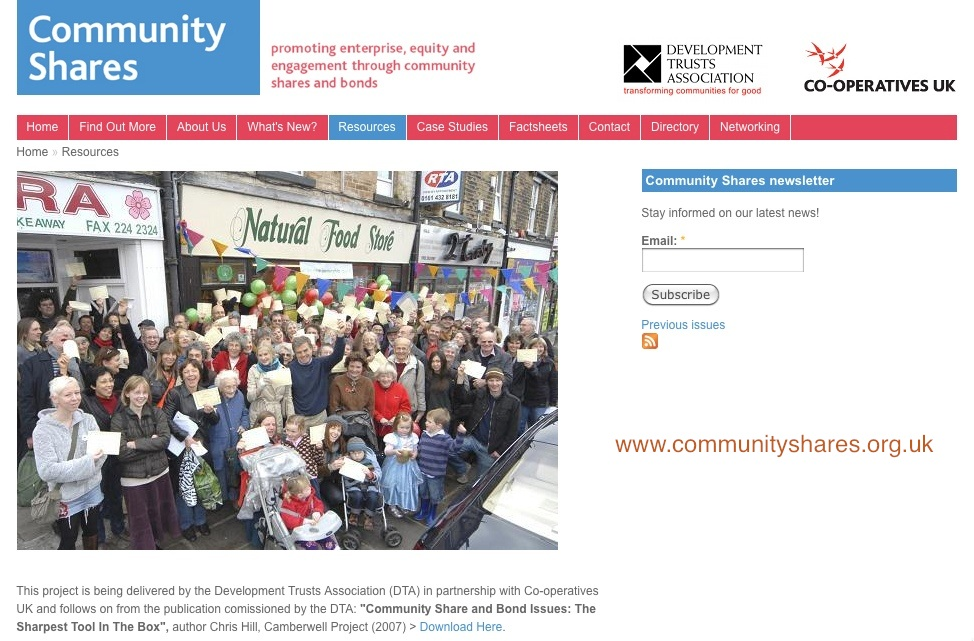 Community
Shares
promoting enterprise, equity and
engagement through community
shares and bonds
DEVELOPMENT
TRUSTS
ASSOCIATION
transforming communities for good
CO-OPERATIVES UK
Home
Find Out More
About Us
What's New?
Resources
Case Studies
Factsheets
Contact
Directory
Networking
Home » Resources
RA
KEAWAY FAX 224 2324
Natural Food Store
RTA
0161 432 8181
Community Shares newsletter
Stay informed on our latest news!
Email: *
Subscribe
Previous issues
www.communityshares.org.uk
This project is being delivered by the Development Trusts Association (DTA) in partnership with Co-operatives
UK and follows on from the publication comissioned by the DTA: "Community Share and Bond Issues: The
Sharpest Tool In The Box", author Chris Hill, Camberwell Project (2007) > Download Here.